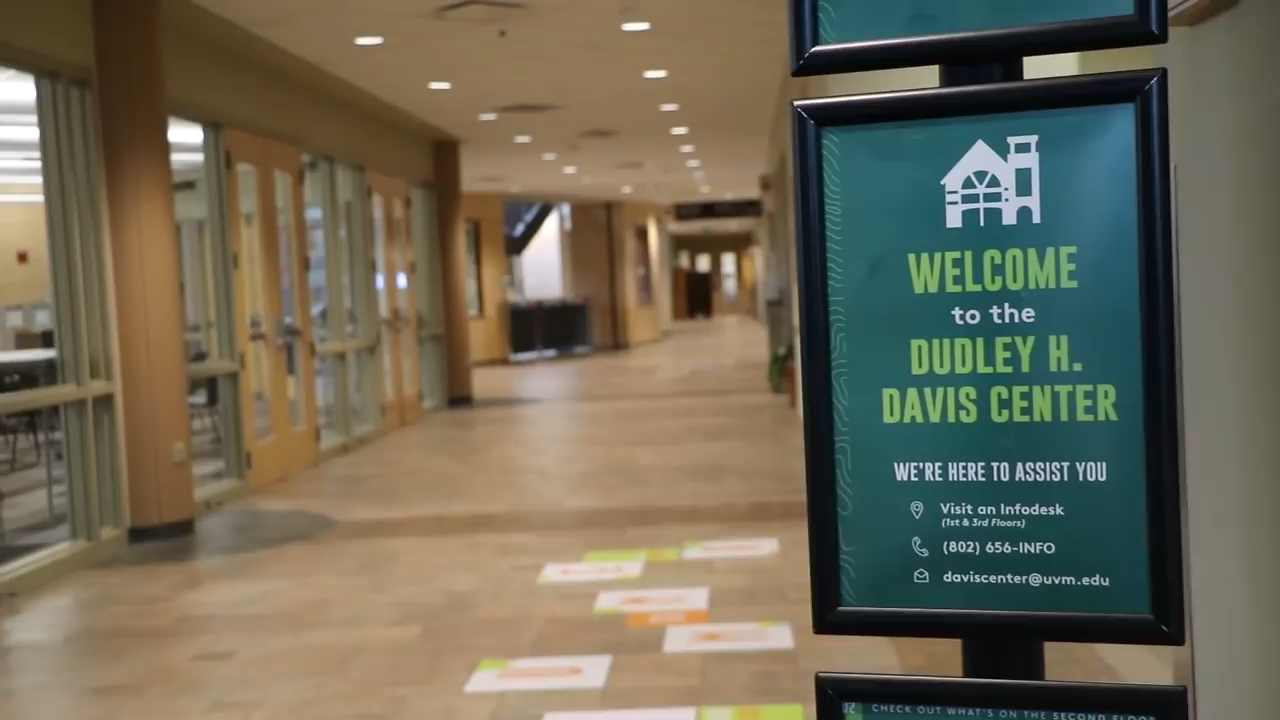 WELCOME
to the
DUDLEY H.
DAVIS CENTER
WE'RE HERE TO ASSIST YOU
Visit an Infodesk
(1st & 3rd Floors)
(802) 656-INFO
daviscenter@uvm.edu
CHECK OUT WHAT'S ON THE SECOND FLOOR